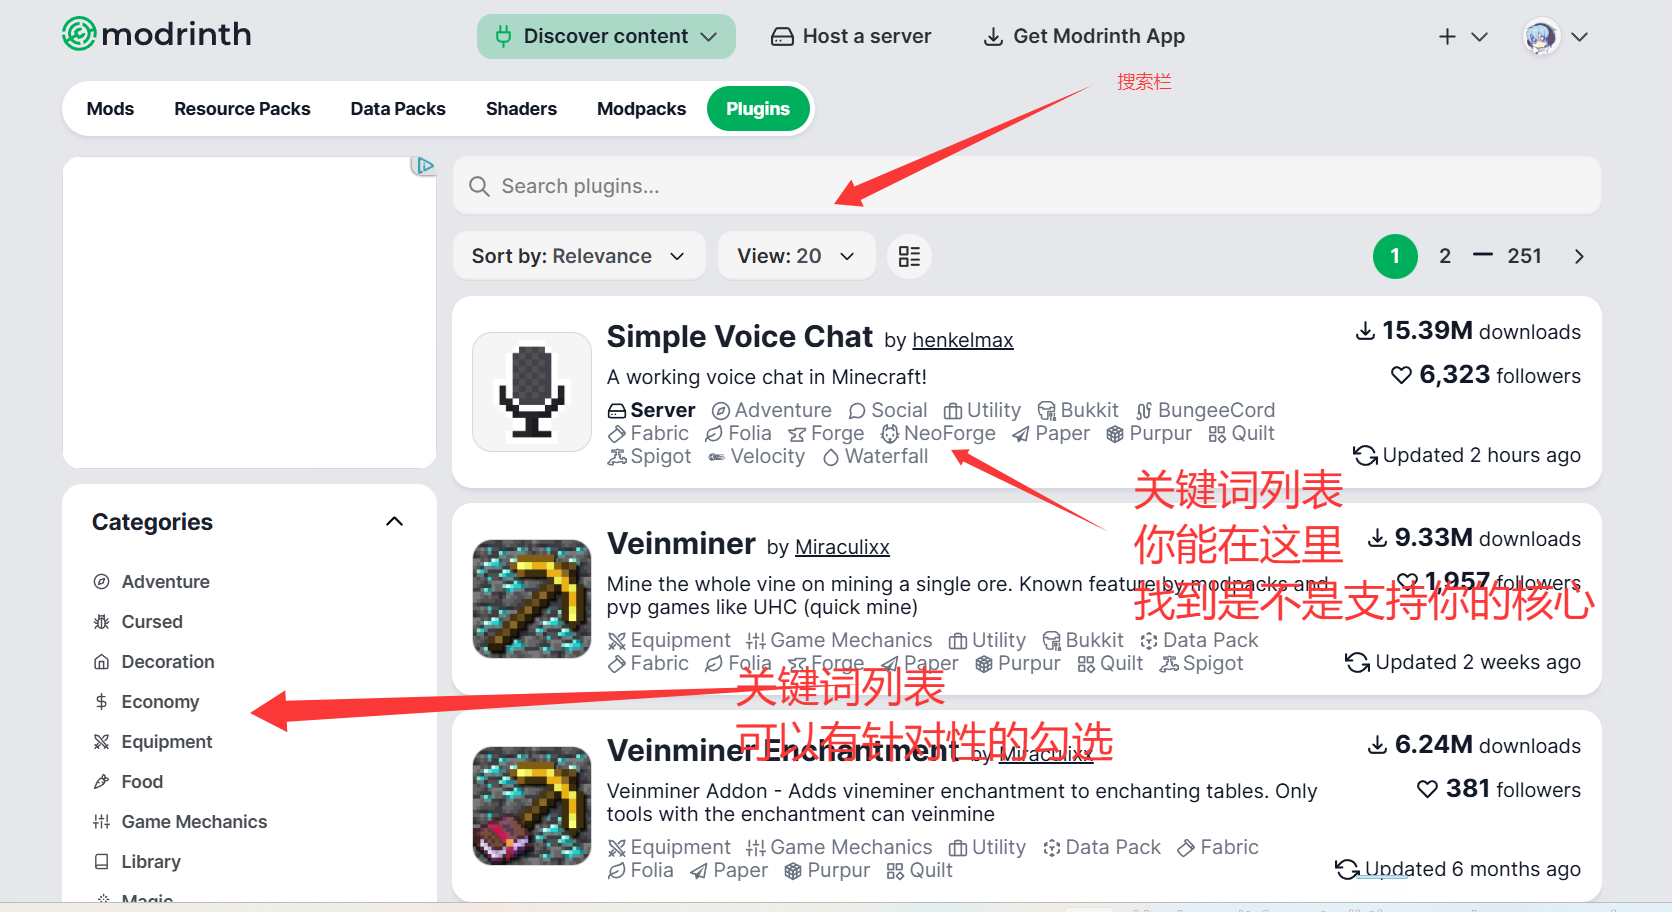 modrinth
Discover content
Host a server
Get Modrinth App
搜索栏
Mods
Resource Packs
Data Packs
Shaders
Modpacks
Plugins
Search plugins...
Sort by: Relevance
View: 20
1
2
251
Simple Voice Chat by henkelmax
15.39M downloads
A working voice chat in Minecraft!
6,323 followers
Server Adventure Social Utility Bukkit BungeeCord
Fabric Folia Forge NeoForge Paper Purpur Quilt
Spigot Velocity Waterfall
Updated 2 hours ago
关键词列表
你能在这里
找到是不是支持你的核心
Veinminer by Miraculixx
9.33M downloads
Mine the whole vine on mining a single ore. Known feature by modpacks and
pvp games like UHC (quick mine)
1,957 followers
Equipment Game Mechanics Utility Bukkit Data Pack
Fabric Folia Forge Paper Purpur Quilt Spigot
Updated 2 weeks ago
关键词列表
可以有针对性的勾选
Veinminer Enchantment by Miraculixx
6.24M downloads
Veinminer Addon - Adds vineminer enchantment to enchanting tables. Only
tools with the enchantment can veinmine
381 followers
Equipment Game Mechanics Utility Data Pack Fabric
Folia Paper Purpur Quilt
Updated 6 months ago
Categories
Adventure
Cursed
Decoration
Economy
Equipment
Food
Game Mechanics
Library
Magic